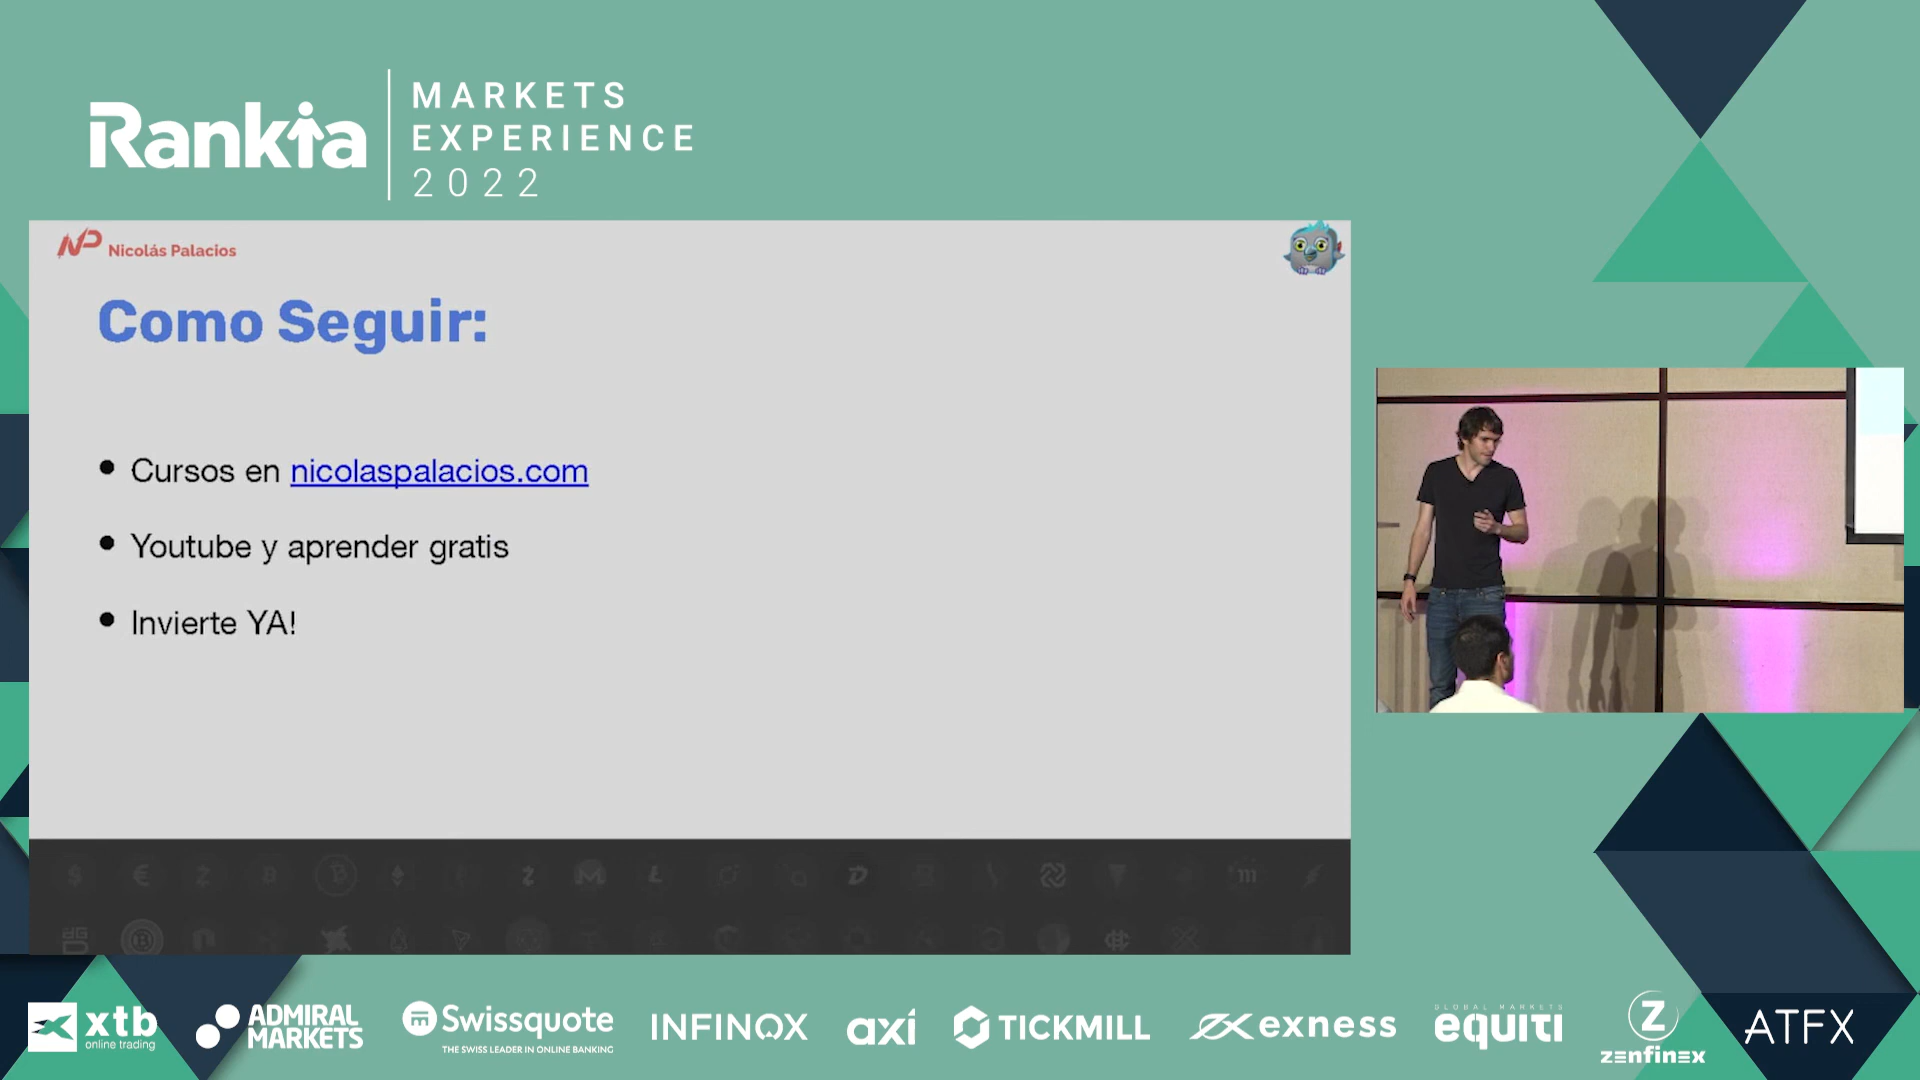 Rankia
MARKETS
EXPERIENCE
2022
NP Nicolás Palacios
Como Seguir:
• Cursos en nicolaspalacios.com
• Youtube y aprender gratis
• Invierte YA!
xtb
online trading
ADMIRAL
MARKETS
Swissquote
THE SWISS LEADER IN ONLINE BANKING
INFINOX
axi
TICKMILL
exness
GLOBAL MARKETS
equiti
Z
zenfinex
ATFX